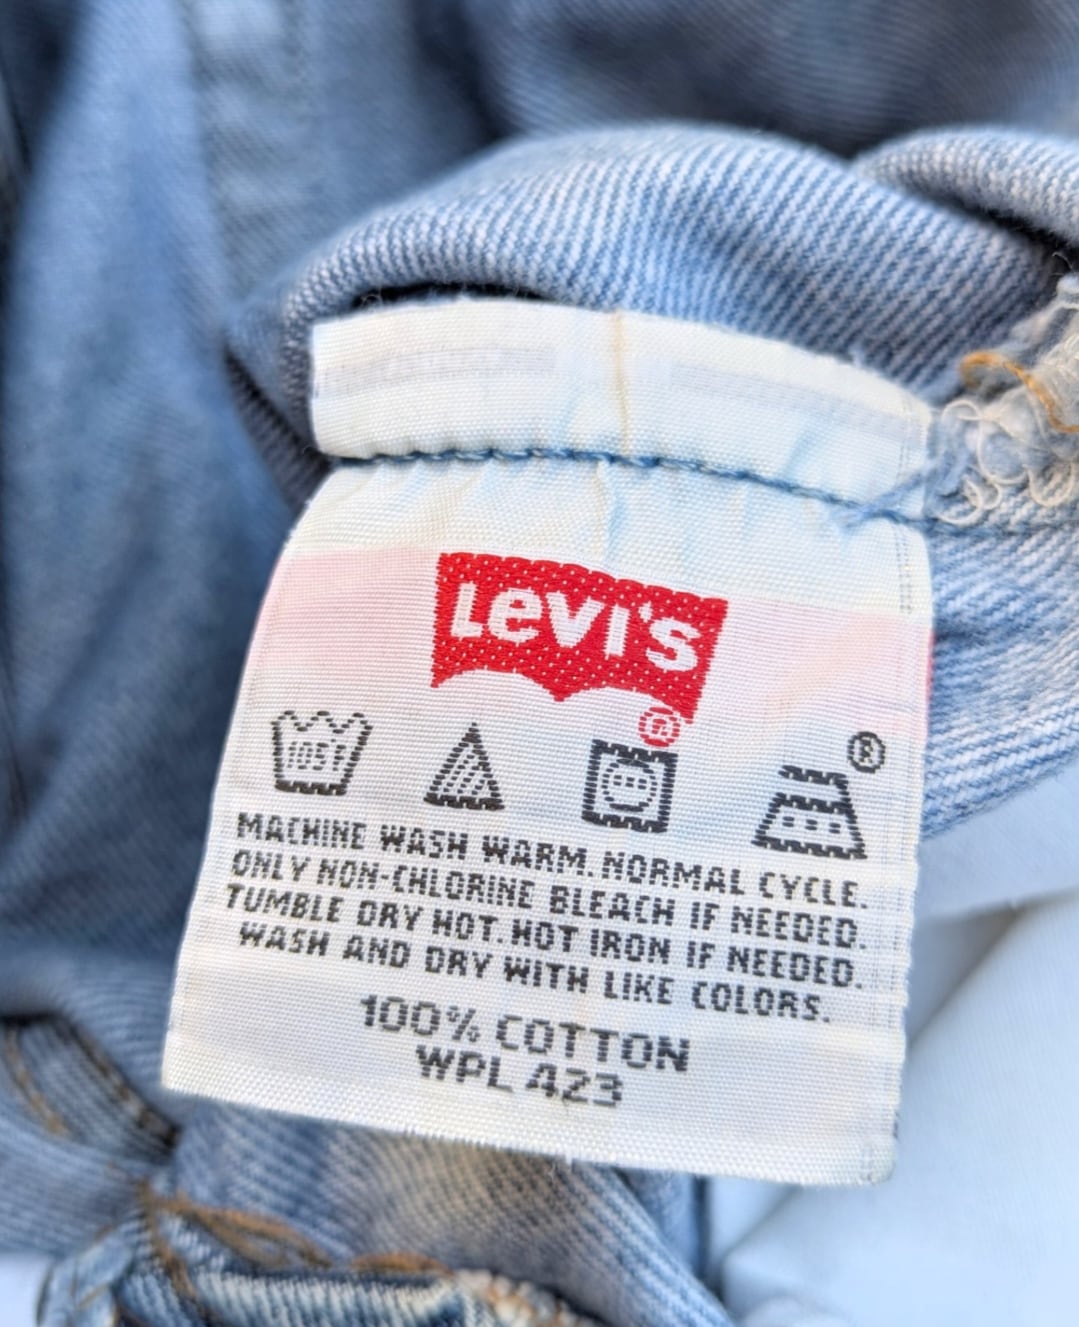 Levi's
®
®
105F
MACHINE WASH WARM. NORMAL CYCLE.
ONLY NON-CHLORINE BLEACH IF NEEDED.
TUMBLE DRY HOT. HOT IRON IF NEEDED.
WASH AND DRY WITH LIKE COLORS.
100% COTTON
WPL 423